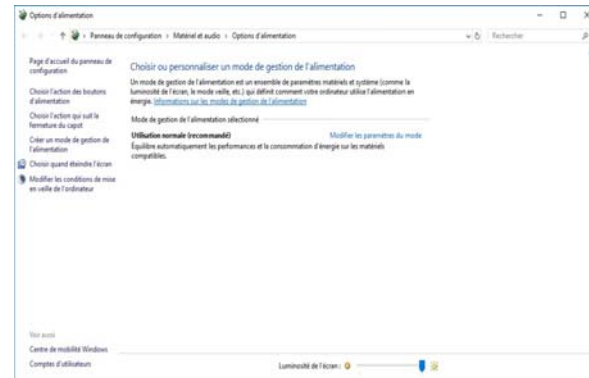 Options d'alimentation
Panneau de configuration › Matériel et audio › Options d'alimentation
Rechercher
Page d'accueil du panneau de
configuration
Choisir l'action des boutons
d'alimentation
Choisir l'action qui suit la
fermeture du capot
Créer un mode de gestion de
l'alimentation
Choisir quand éteindre l'écran
Modifier les conditions de mise
en veille de l'ordinateur
Choisir ou personnaliser un mode de gestion de l'alimentation
Un mode de gestion de l'alimentation est un ensemble de paramètres matériels et système (comme la
luminosité de l'écran, le mode veille, etc.) qui définit comment votre ordinateur utilise l'alimentation en
énergie. Informations sur les modes de gestion de l'alimentation
Mode de gestion de l'alimentation sélectionné
Utilisation normale (recommandé) Modifier les paramètres du mode
Équilibre automatiquement les performances et la consommation d'énergie sur les matériels
compatibles.
Voir aussi
Centre de mobilité Windows
Comptes d'utilisateurs
Luminosité de l'écran :